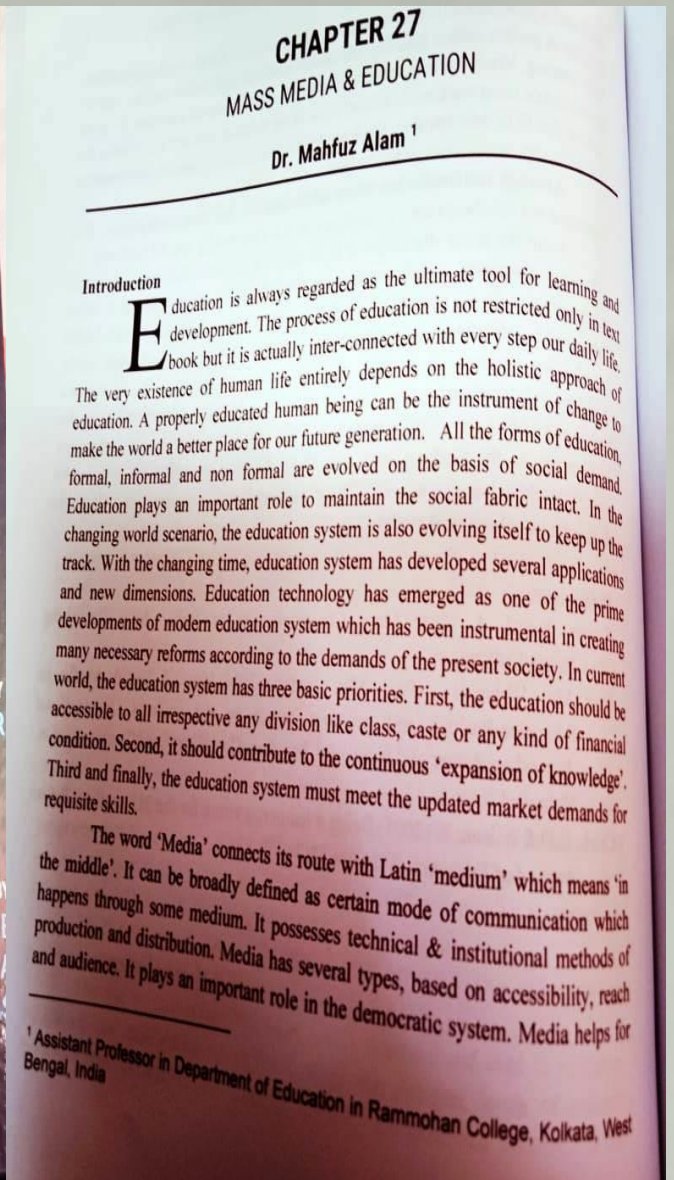 CHAPTER 27
MASS MEDIA & EDUCATION
Dr. Mahfuz Alam 1
Introduction
Education is always regarded as the ultimate tool for learning and
development. The process of education is not restricted only in text
book but it is actually inter-connected with every step our daily life.
The very existence of human life entirely depends on the holistic approach of
education. A properly educated human being can be the instrument of change to
make the world a better place for our future generation. All the forms of education,
formal, informal and non formal are evolved on the basis of social demand.
Education plays an important role to maintain the social fabric intact. In the
changing world scenario, the education system is also evolving itself to keep up the
track. With the changing time, education system has developed several applications
and new dimensions. Education technology has emerged as one of the prime
developments of modern education system which has been instrumental in creating
many necessary reforms according to the demands of the present society. In current
world, the education system has three basic priorities. First, the education should be
accessible to all irrespective any division like class, caste or any kind of financial
condition. Second, it should contribute to the continuous ‘expansion of knowledge’.
Third and finally, the education system must meet the updated market demands for
requisite skills.
The word ‘Media’ connects its route with Latin ‘medium’ which means ‘in
the middle’. It can be broadly defined as certain mode of communication which
happens through some medium. It possesses technical & institutional methods of
production and distribution. Media has several types, based on accessibility, reach
and audience. It plays an important role in the democratic system. Media helps for
1 Assistant Professor in Department of Education in Rammohan College, Kolkata, West
Bengal, India